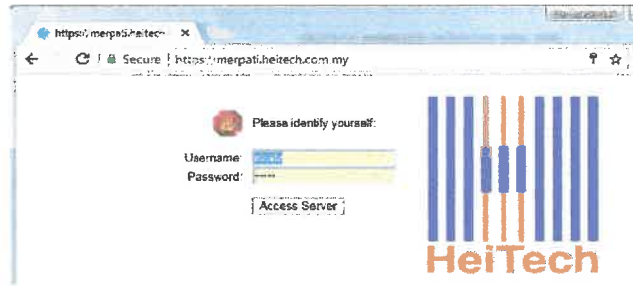 https://merpati.heitech
Secure | https://merpati.heitech.com.my
Please identify yourself:
Username:
Password:
Access Server
HeiTech